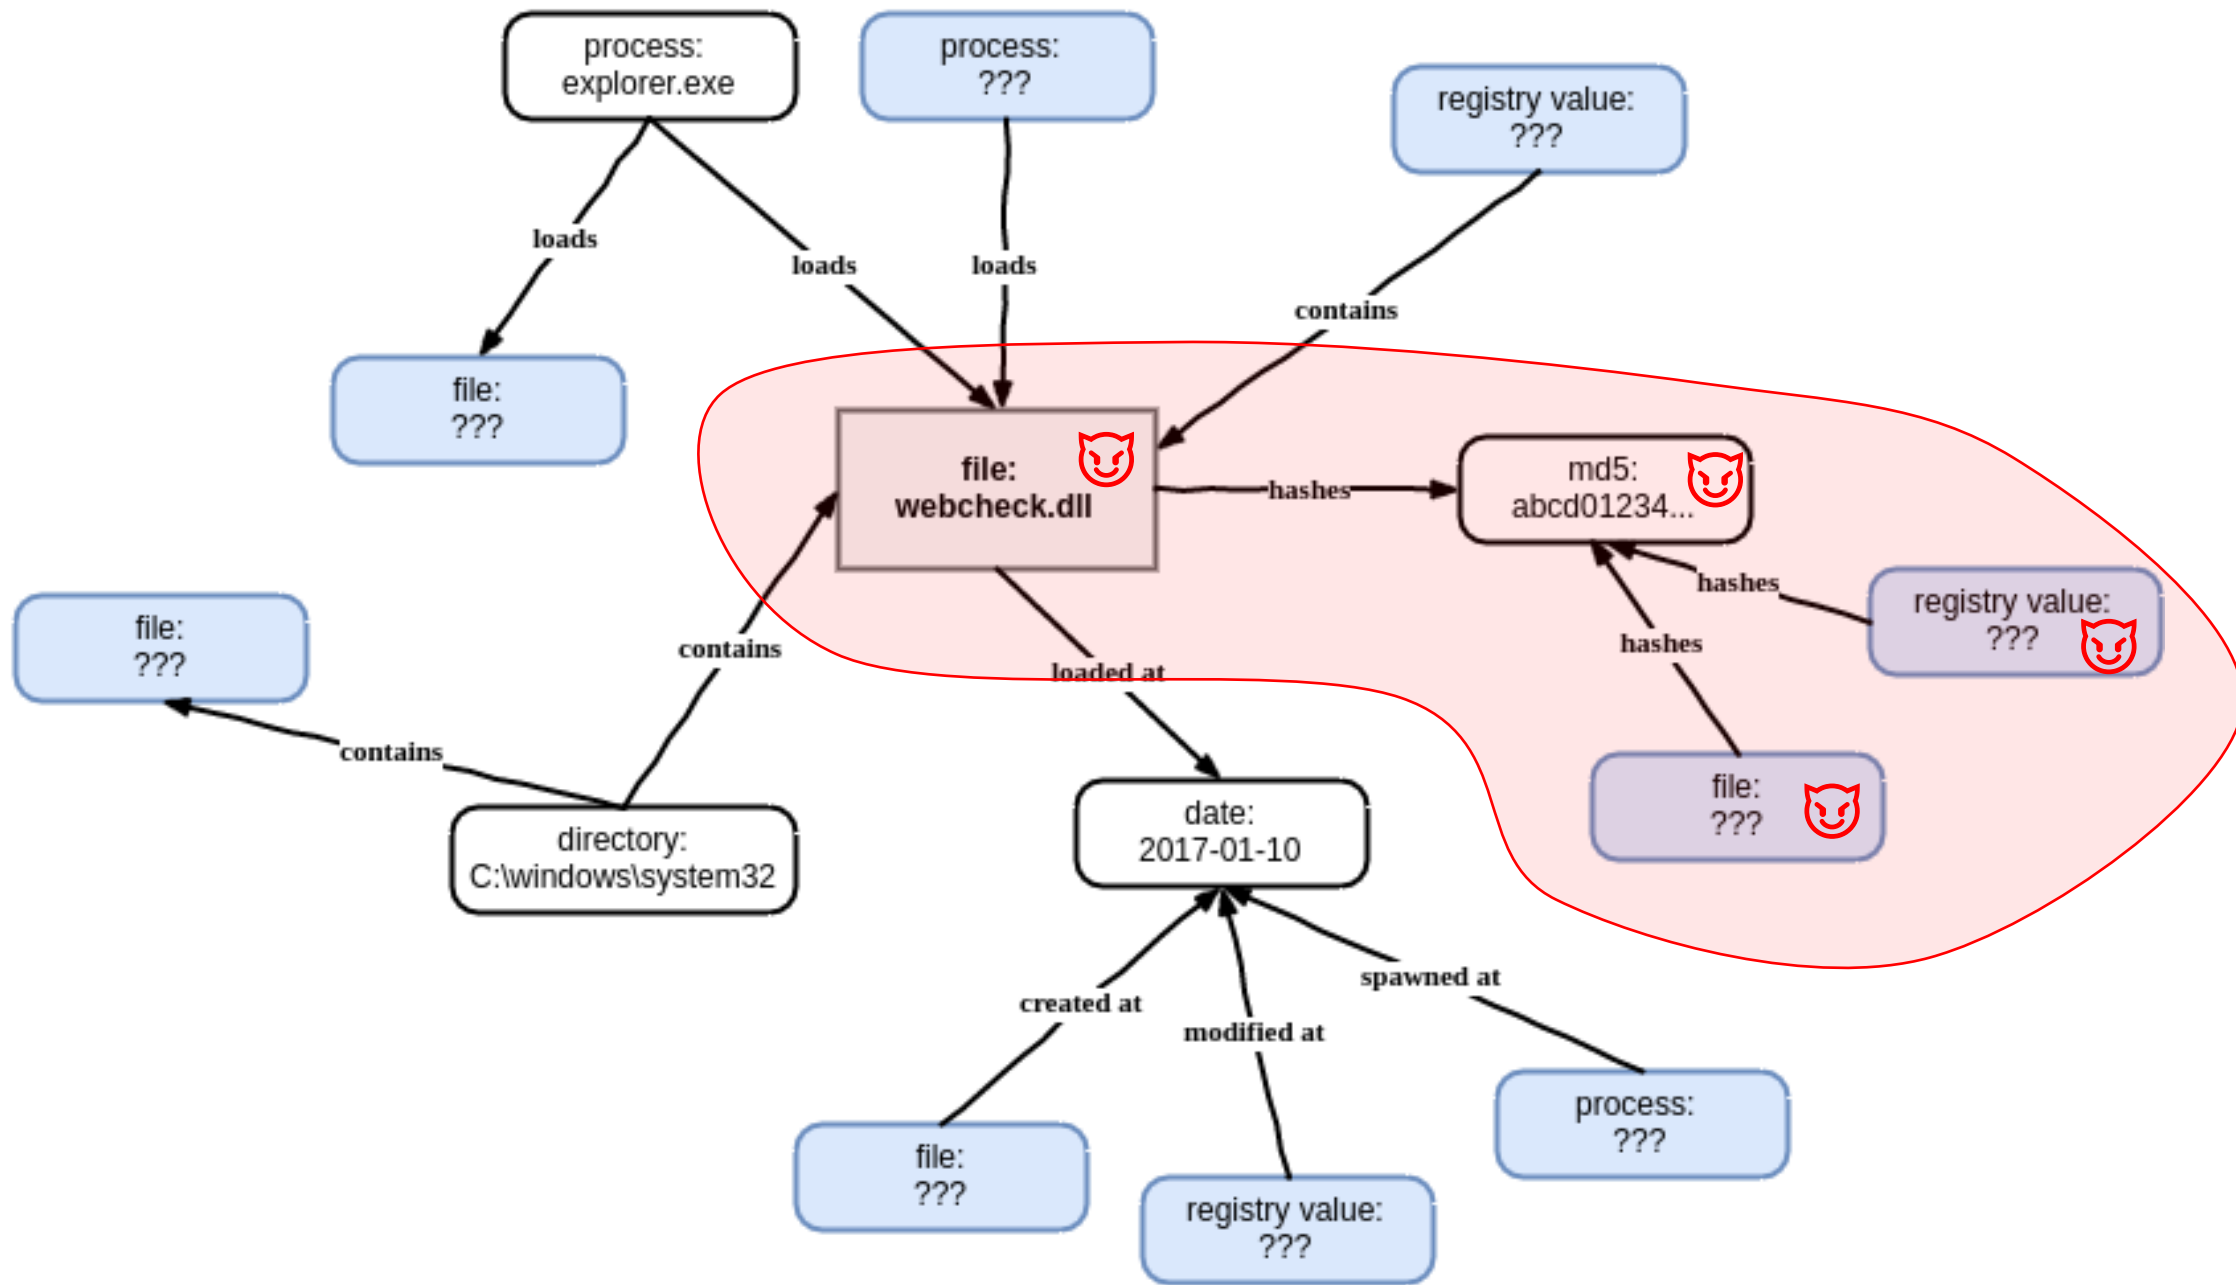 process:
explorer.exe
process:
???
registry value:
???
loads
loads
loads
contains
file:
???
file:
webcheck.dll
hashes
md5:
abcd01234...
hashes
registry value:
???
hashes
contains
loaded at
file:
???
contains
directory:
C:\windows\system32
date:
2017-01-10
file:
???
created at
modified at
spawned at
file:
???
registry value:
???
process:
???